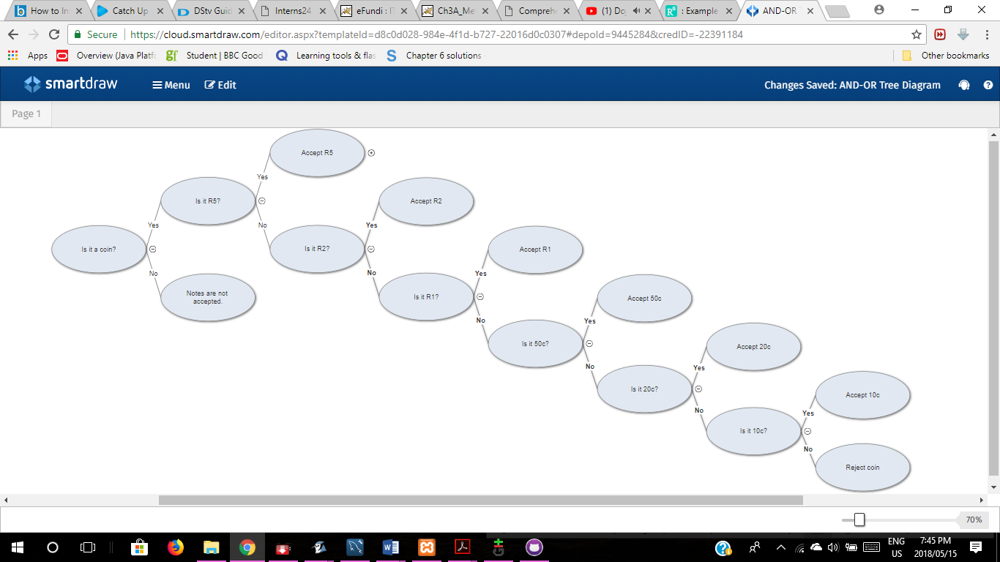 How to In
Catch Up
DStv Guid
Interns24
eFundi : IT
Ch3A_Me
Comprehe
(1) Do
: Example
AND-OR T
Secure
https://cloud.smartdraw.com/editor.aspx?templateId=d8c0d028-984e-4f1d-b727-22016d0c0307#depoId=9445284&credID=-22391184
Apps
Overview (Java Platfo
gf
Student | BBC Good
Q
Learning tools & flas
S
Chapter 6 solutions
Other bookmarks
smartdraw
Menu
Edit
Changes Saved: AND-OR Tree Diagram
Page 1
Accept R5
Yes
Is it R5?
Accept R2
Yes
No
Yes
Is it a coin?
Is it R2?
Accept R1
No
No
Yes
Notes are not
accepted.
Is it R1?
Accept 50c
No
Yes
Is it 50c?
Accept 20c
No
Yes
Is it 20c?
Accept 10c
No
Yes
Is it 10c?
No
Reject coin
70%
ENG
US
7:45 PM
2018/05/15